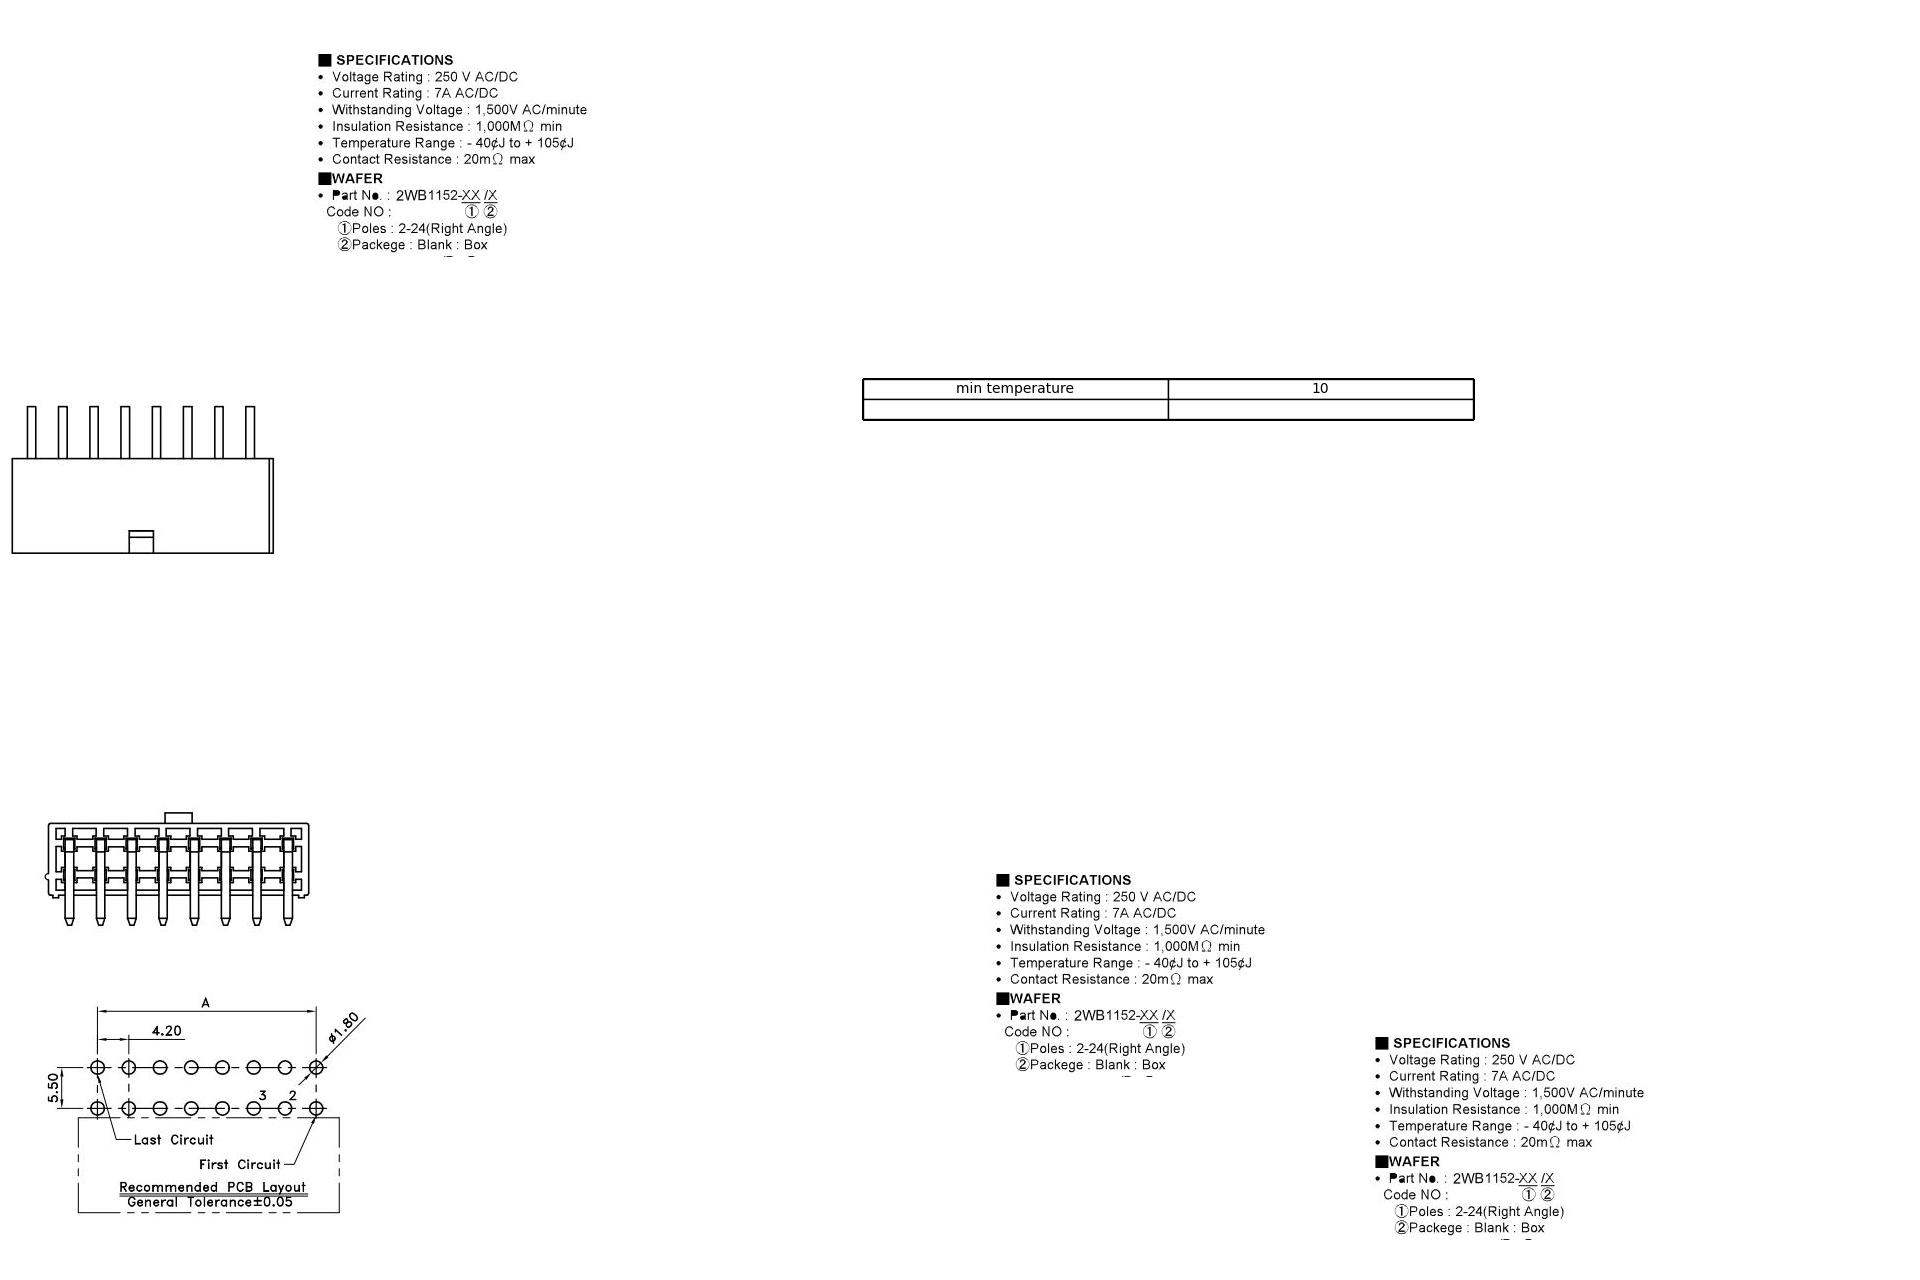 ■ SPECIFICATIONS
• Voltage Rating : 250 V AC/DC
• Current Rating : 7A AC/DC
• Withstanding Voltage : 1,500V AC/minute
• Insulation Resistance : 1,000MΩ min
• Temperature Range : - 40¢J to + 105¢J
• Contact Resistance : 20mΩ max
■WAFER
• Part No. : 2WB1152-XX /X
Code NO : ① ②
①Poles : 2-24(Right Angle)
②Packege : Blank : Box
min temperature 10
A
4.20
ø1.80
5.50
3 2
Last Circuit
First Circuit
Recommended PCB Layout
General Tolerance±0.05
■ SPECIFICATIONS
• Voltage Rating : 250 V AC/DC
• Current Rating : 7A AC/DC
• Withstanding Voltage : 1,500V AC/minute
• Insulation Resistance : 1,000MΩ min
• Temperature Range : - 40¢J to + 105¢J
• Contact Resistance : 20mΩ max
■WAFER
• Part No. : 2WB1152-XX /X
Code NO : ① ②
①Poles : 2-24(Right Angle)
②Packege : Blank : Box
■ SPECIFICATIONS
• Voltage Rating : 250 V AC/DC
• Current Rating : 7A AC/DC
• Withstanding Voltage : 1,500V AC/minute
• Insulation Resistance : 1,000MΩ min
• Temperature Range : - 40¢J to + 105¢J
• Contact Resistance : 20mΩ max
■WAFER
• Part No. : 2WB1152-XX /X
Code NO : ① ②
①Poles : 2-24(Right Angle)
②Packege : Blank : Box